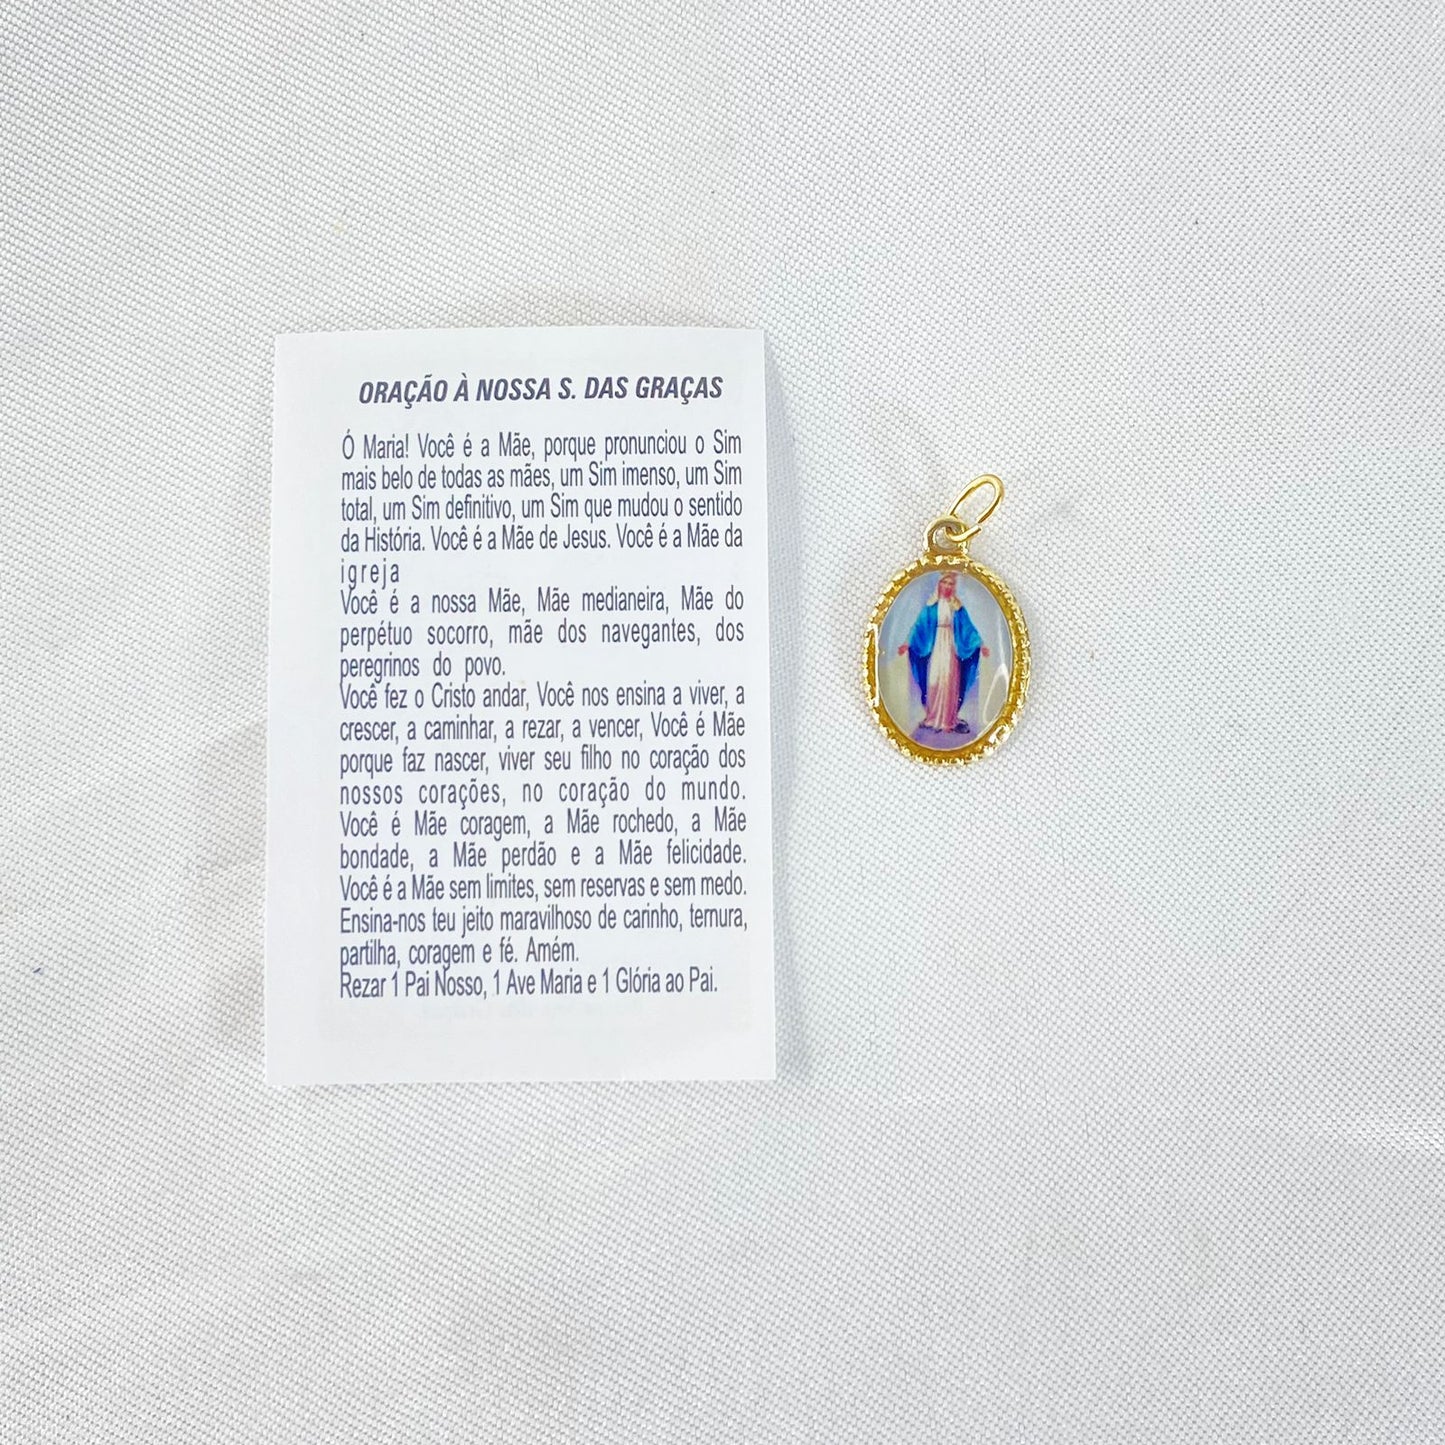 ORAÇÃO À NOSSA S. DAS GRAÇAS
Ó Maria! Você é a Mãe, porque pronunciou o Sim
mais belo de todas as mães, um Sim imenso, um Sim
total, um Sim definitivo, um Sim que mudou o sentido
da História. Você é a Mãe de Jesus. Você é a Mãe da
igreja
Você é a nossa Mãe, Mãe medianeira, Mãe do
perpétuo socorro, mãe dos navegantes, dos
peregrinos do povo.
Você fez o Cristo andar, Você nos ensina a viver, a
crescer, a caminhar, a rezar, a vencer, Você é Mãe
porque faz nascer, viver seu filho no coração dos
nossos corações, no coração do mundo.
Você é Mãe coragem, a Mãe rochedo, a Mãe
bondade, a Mãe perdão e a Mãe felicidade.
Você é a Mãe sem limites, sem reservas e sem medo.
Ensina-nos teu jeito maravilhoso de carinho, ternura,
partilha, coragem e fé. Amém.
Rezar 1 Pai Nosso, 1 Ave Maria e 1 Glória ao Pai.